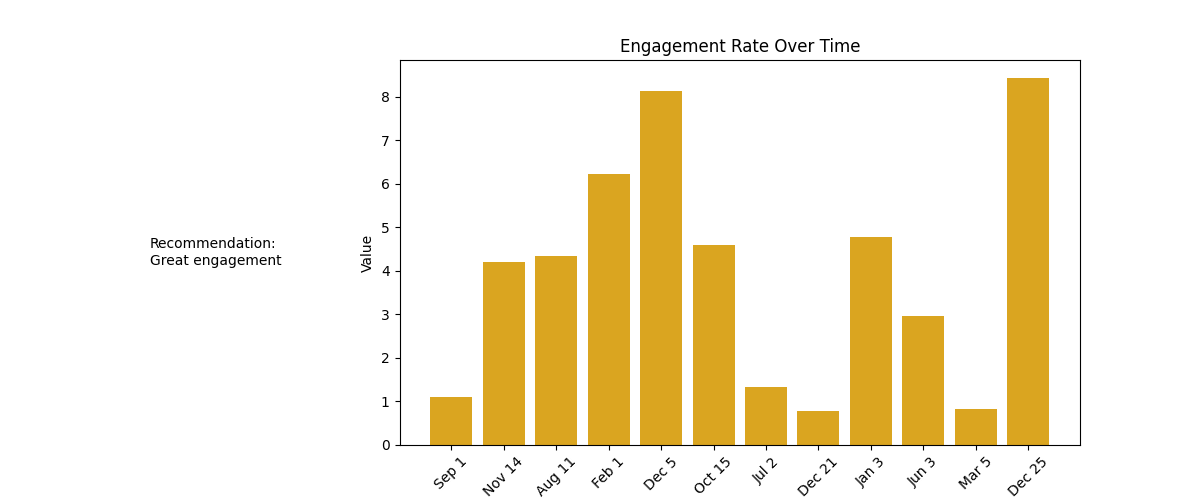 Engagement Rate Over Time
Recommendation:
Great engagement
Value
8
7
6
5
4
3
2
1
0
Sep 1
Nov 14
Aug 11
Feb 1
Dec 5
Oct 15
Jul 2
Dec 21
Jan 3
Jun 3
Mar 5
Dec 25